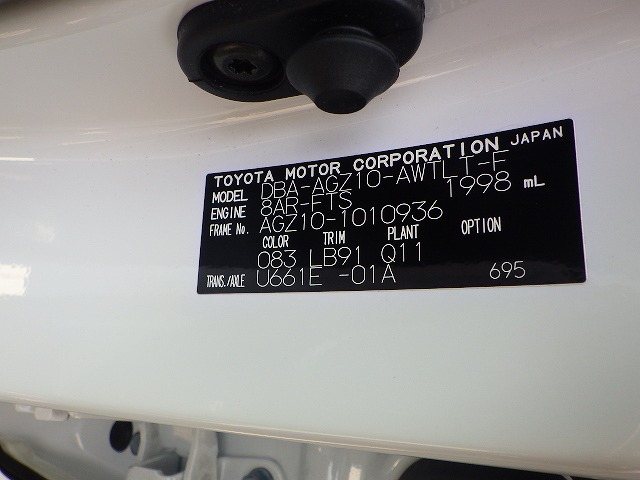 TOYOTA MOTOR CORPORATION JAPAN
MODEL DBA-AGZ10-AWTLT-F
ENGINE 8AR-FTS 1998 mL
FRAME No. AGZ10-1010936
COLOR TRIM PLANT OPTION
083 LB91 Q11
TRANS./AXLE U661E -01A 695